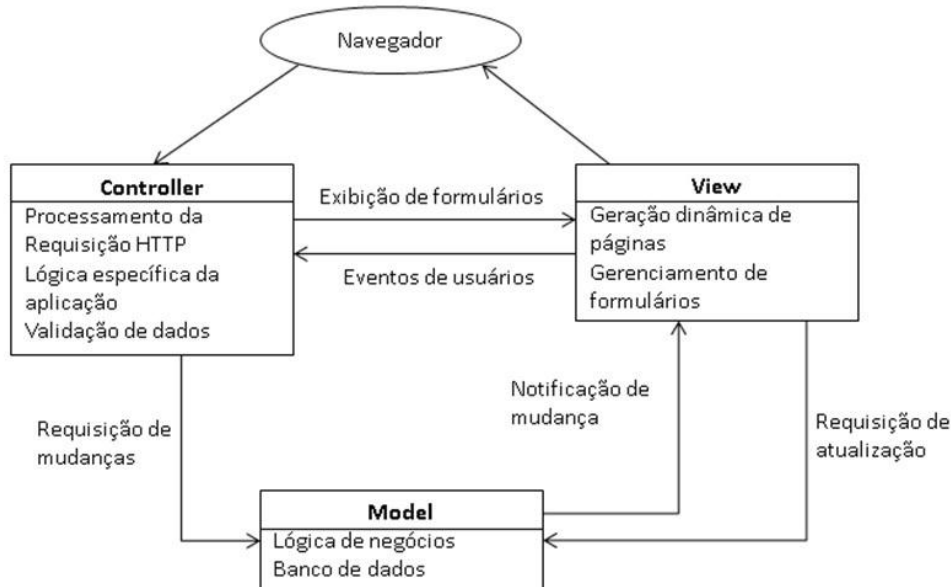 Navegador
Controller
Processamento da
Requisição HTTP
Lógica específica da
aplicação
Validação de dados
Exibição de formulários
Eventos de usuários
View
Geração dinâmica de
páginas
Gerenciamento de
formulários
Requisição de
mudanças
Notificação de
mudança
Requisição de
atualização
Model
Lógica de negócios
Banco de dados